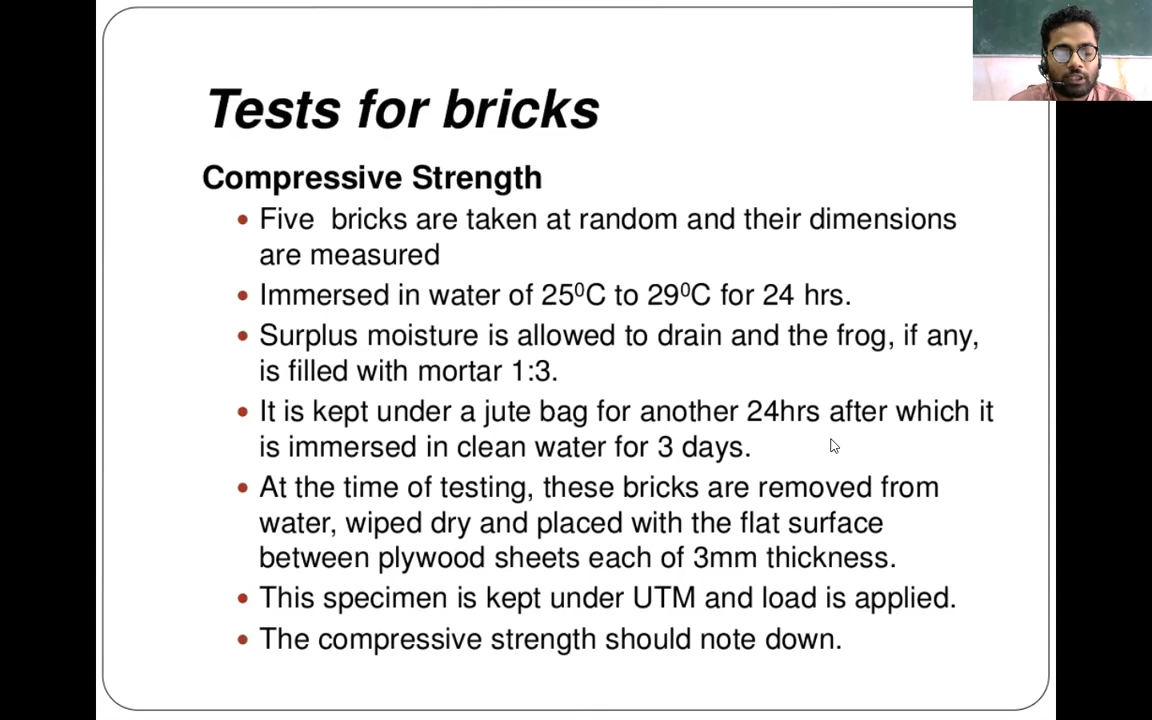 Tests for bricks
Compressive Strength
• Five bricks are taken at random and their dimensions
are measured
• Immersed in water of 25⁰C to 29⁰C for 24 hrs.
• Surplus moisture is allowed to drain and the frog, if any,
is filled with mortar 1:3.
• It is kept under a jute bag for another 24hrs after which it
is immersed in clean water for 3 days.
• At the time of testing, these bricks are removed from
water, wiped dry and placed with the flat surface
between plywood sheets each of 3mm thickness.
• This specimen is kept under UTM and load is applied.
• The compressive strength should note down.